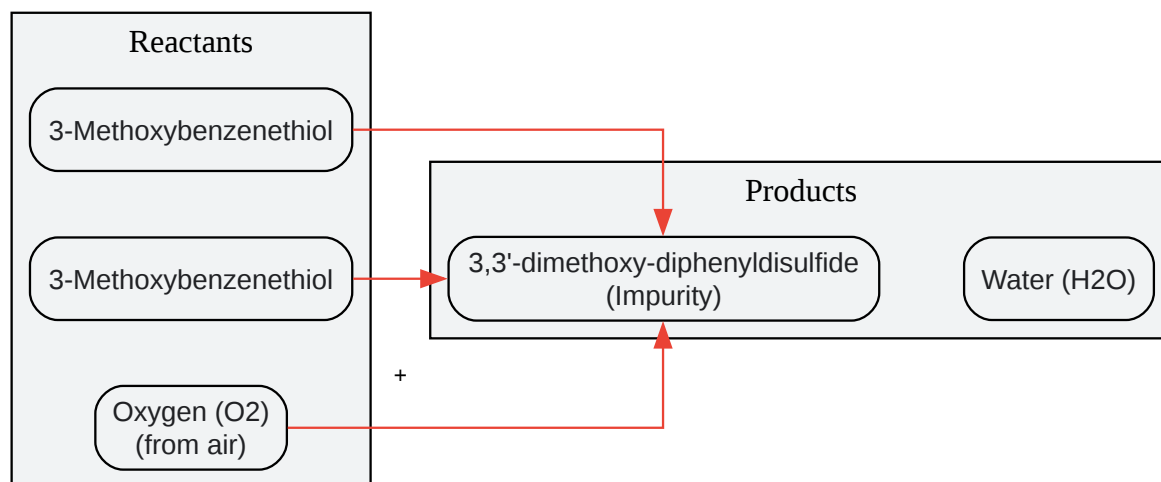 Reactants
3-Methoxybenzenethiol
Products
3-Methoxybenzenethiol
3,3'-dimethoxy-diphenyldisulfide
(Impurity)
Water (H2O)
+
Oxygen (O2)
(from air)